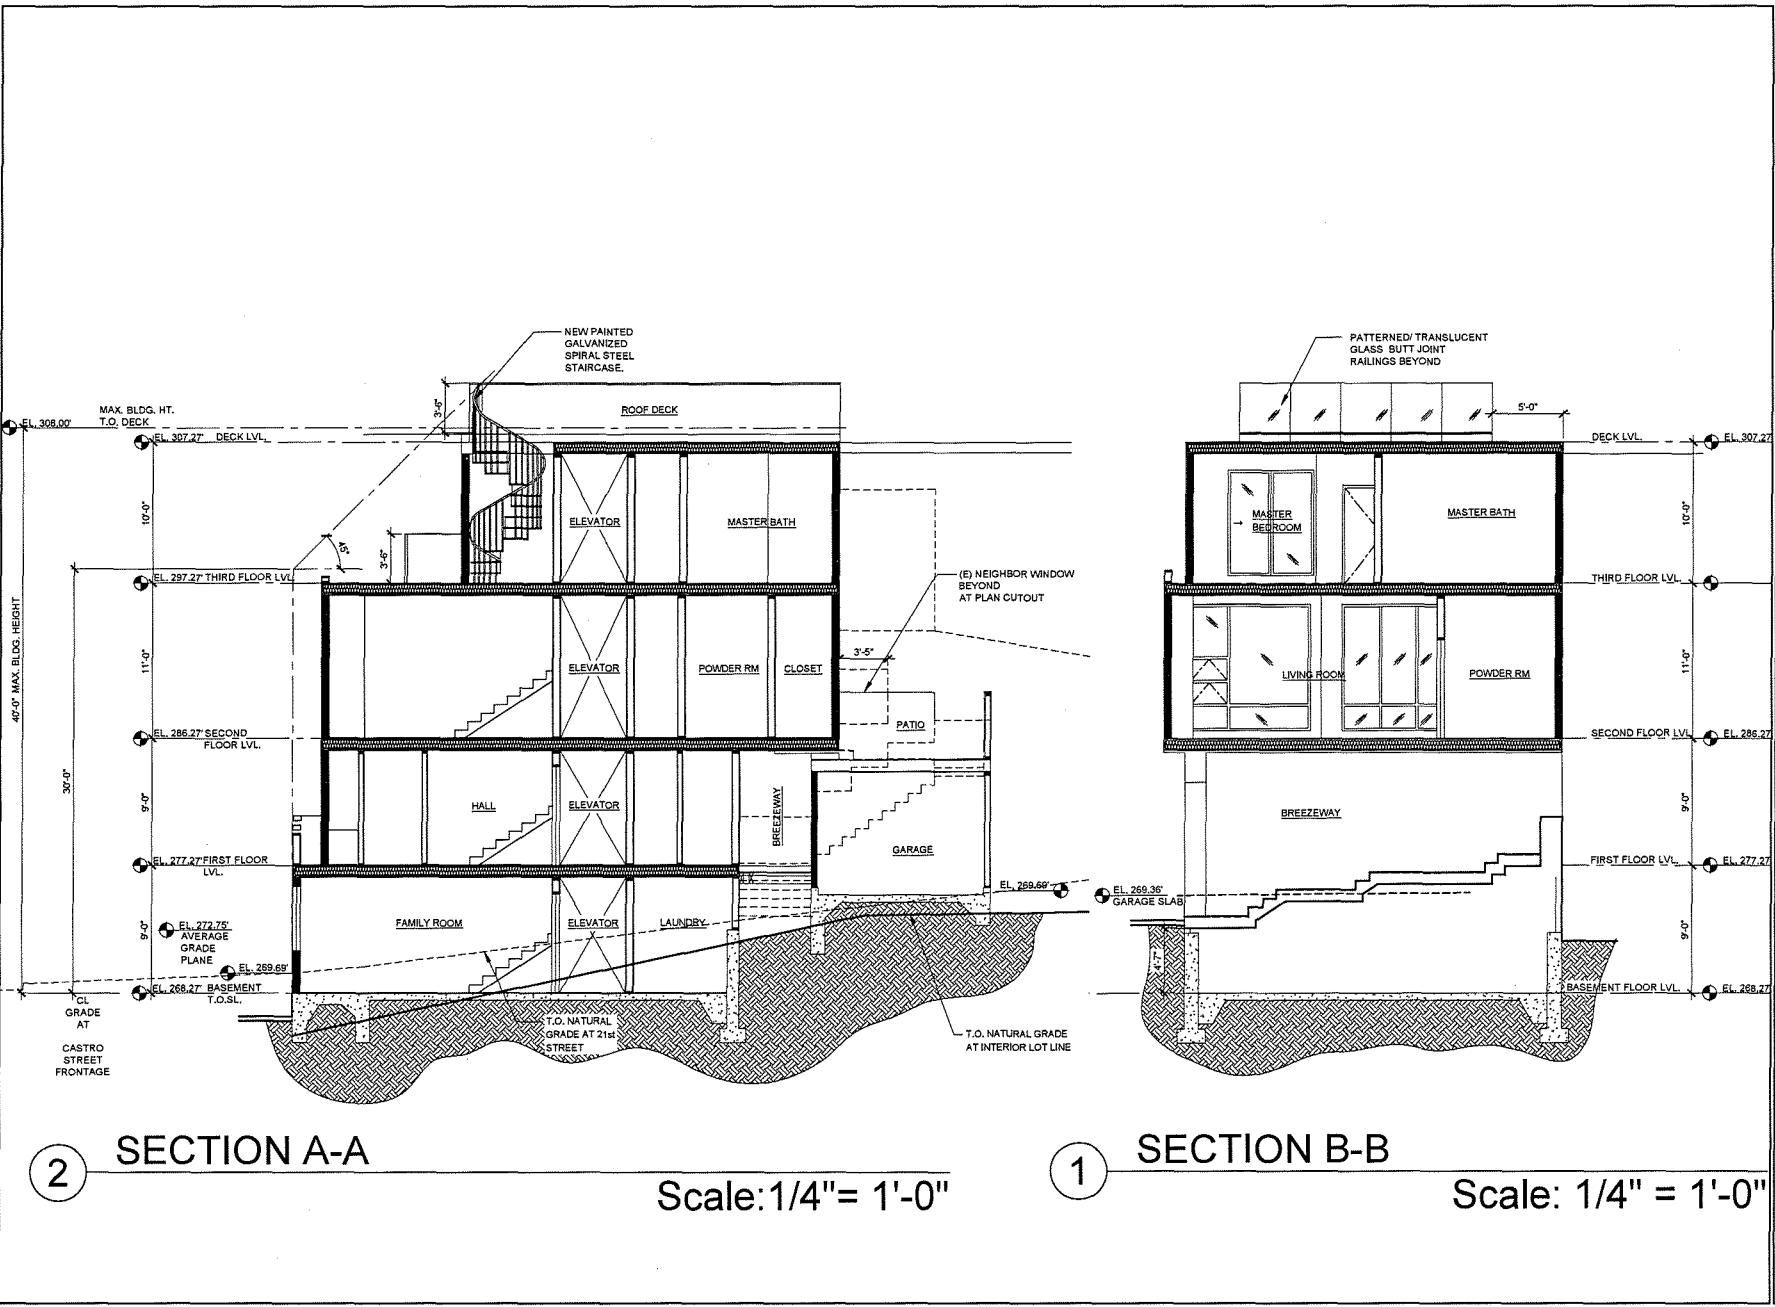 NEW PAINTED
GALVANIZED
SPIRAL STEEL
STAIRCASE.
3'-6"
ROOF DECK
MAX. BLDG. HT.
T.O. DECK
EL. 308.00'
EL. 307.27' DECK LVL.
10'-0"
ELEVATOR
MASTER BATH
45°
3'-6"
(E) NEIGHBOR WINDOW
BEYOND
AT PLAN CUTOUT
EL. 297.27' THIRD FLOOR LVL.
40'-0" MAX. BLDG. HEIGHT
11'-0"
ELEVATOR
POWDER RM
CLOSET
3'-5"
PATIO
EL. 286.27' SECOND
FLOOR LVL.
30'-0"
9'-0"
HALL
ELEVATOR
BREEZEWAY
GARAGE
EL. 277.27' FIRST FLOOR
LVL.
EL. 269.69'
9'-0"
EL. 272.75'
AVERAGE
GRADE
PLANE
FAMILY ROOM
ELEVATOR
LAUNDRY
EL. 269.69'
EL. 268.27' BASEMENT
T.O.SL.
CL
GRADE
AT
CASTRO
STREET
FRONTAGE
T.O. NATURAL
GRADE AT 21st
STREET
T.O. NATURAL GRADE
AT INTERIOR LOT LINE
2
SECTION A-A
Scale:1/4"= 1'-0"
PATTERNED/ TRANSLUCENT
GLASS BUTT JOINT
RAILINGS BEYOND
5'-0"
DECK LVL.
EL. 307.27
MASTER
BEDROOM
MASTER BATH
10'-0"
THIRD FLOOR LVL.
LIVING ROOM
POWDER RM
11'-0"
SECOND FLOOR LVL
EL. 286.27
BREEZEWAY
9'-0"
FIRST FLOOR LVL.
EL. 277.27
EL. 269.36'
GARAGE SLAB
4'-7"
9'-0"
BASEMENT FLOOR LVL.
EL. 268.27
1
SECTION B-B
Scale: 1/4" = 1'-0"